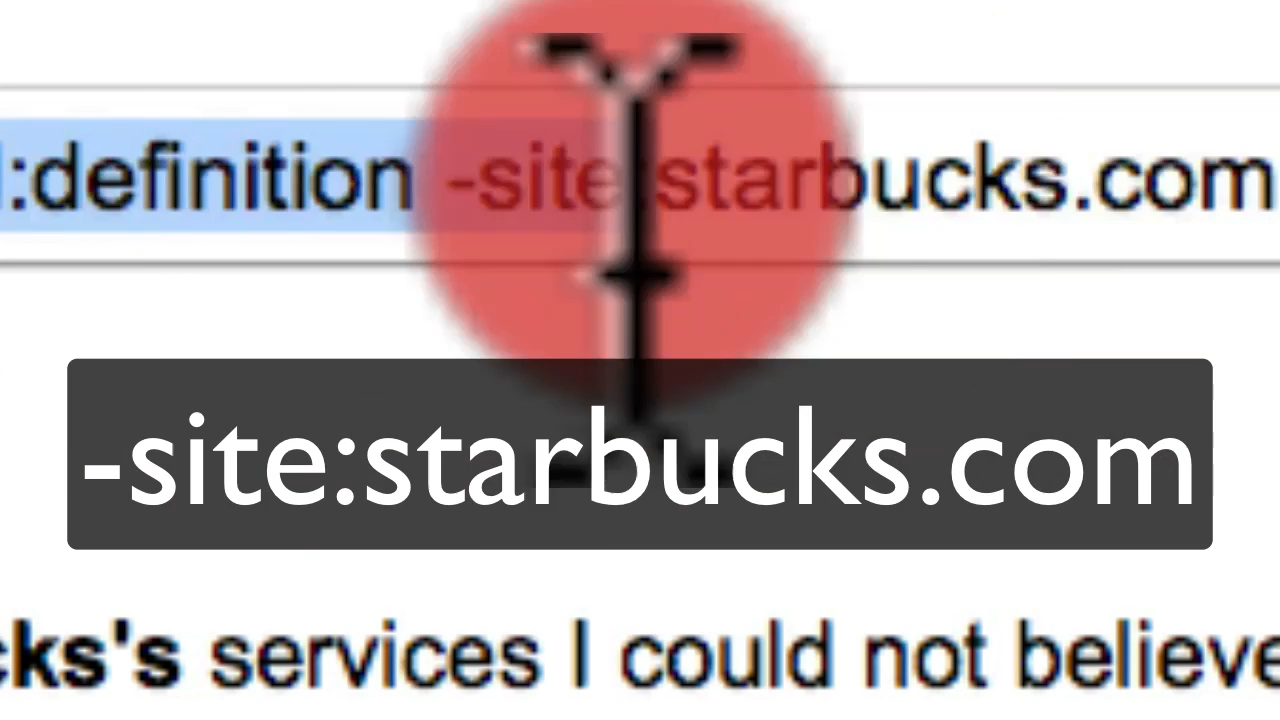 :definition -site:starbucks.com
-site:starbucks.com
cks's services I could not believe